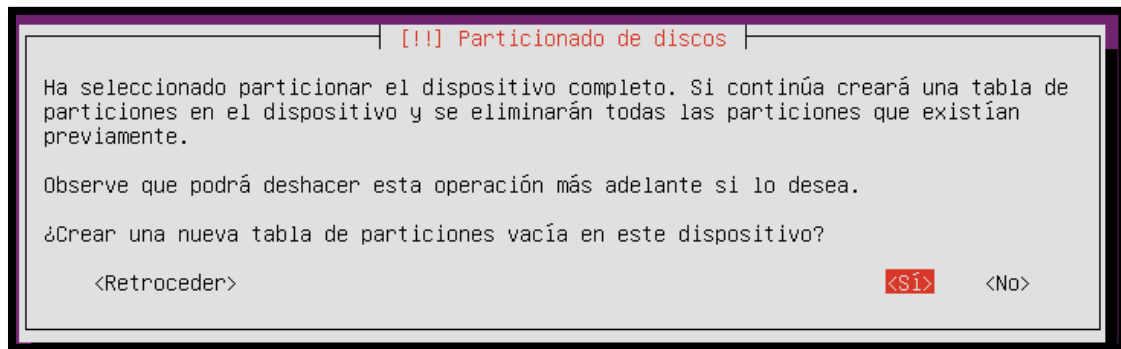 [!!] Particionado de discos
Ha seleccionado particionar el dispositivo completo. Si continúa creará una tabla de
particiones en el dispositivo y se eliminarán todas las particiones que existían
previamente.
Observe que podrá deshacer esta operación más adelante si lo desea.
¿Crear una nueva tabla de particiones vacía en este dispositivo?
<Retroceder> <Sí> <No>